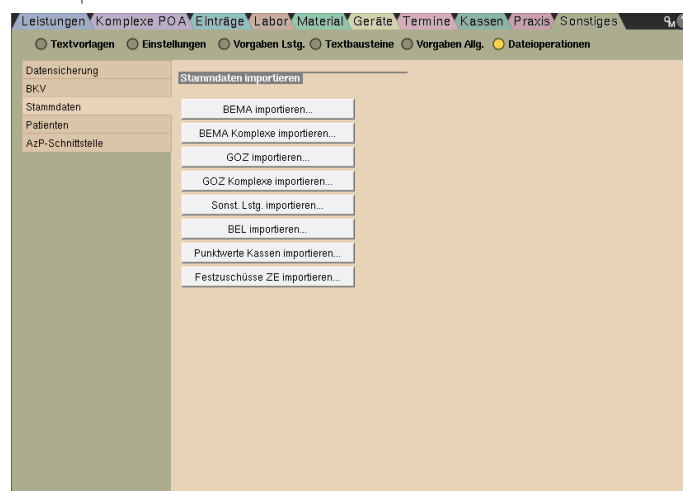 Leistungen Komplexe POA Einträge Labor Material Geräte Termine Kassen Praxis Sonstiges
Textvorlagen Einstellungen Vorgaben Lstg. Textbausteine Vorgaben Allg. Dateioperationen
Datensicherung
BKV
Stammdaten
Patienten
AzP-Schnittstelle
Stammdaten importieren
BEMA importieren...
BEMA Komplexe importieren...
GOZ importieren...
GOZ Komplexe importieren...
Sonst. Lstg. importieren...
BEL importieren...
Punktwerte Kassen importieren...
Festzuschüsse ZE importieren...